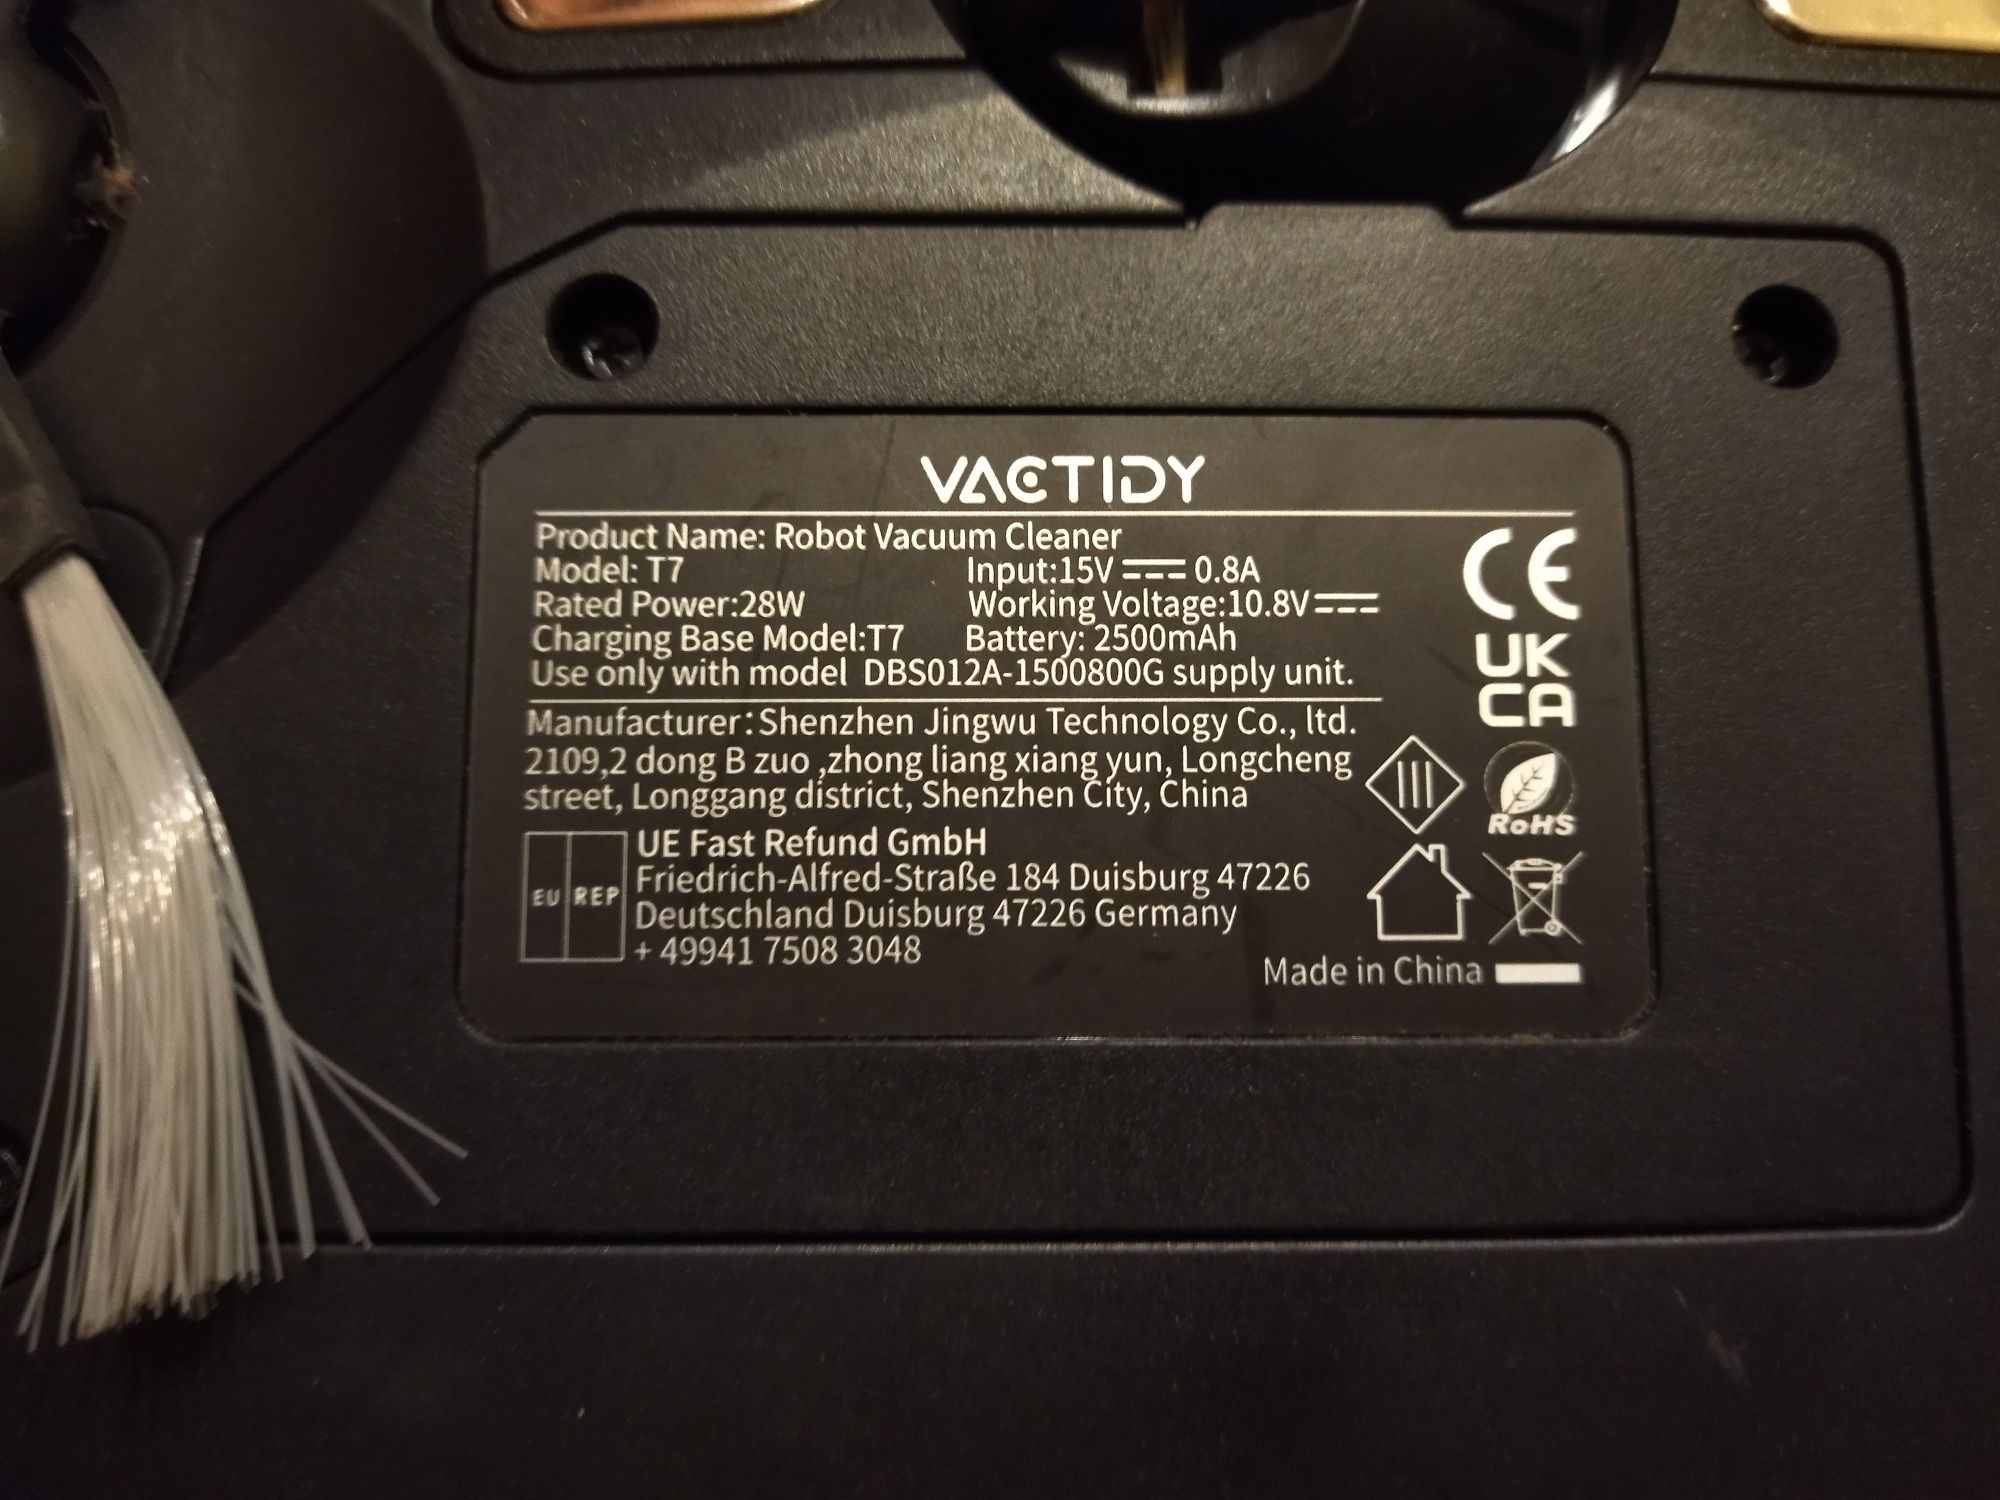 VACTIDY
Product Name: Robot Vacuum Cleaner
Model: T7 Input:15V 0.8A
Rated Power:28W Working Voltage:10.8V
Charging Base Model:T7 Battery: 2500mAh
Use only with model DBS012A-1500800G supply unit.
CE
UK
CA
Manufacturer:Shenzhen Jingwu Technology Co., ltd.
2109,2 dong B zuo ,zhong liang xiang yun, Longcheng
street, Longgang district, Shenzhen City, China
RoHS
EU REP
UE Fast Refund GmbH
Friedrich-Alfred-Straße 184 Duisburg 47226
Deutschland Duisburg 47226 Germany
+ 49941 7508 3048
Made in China